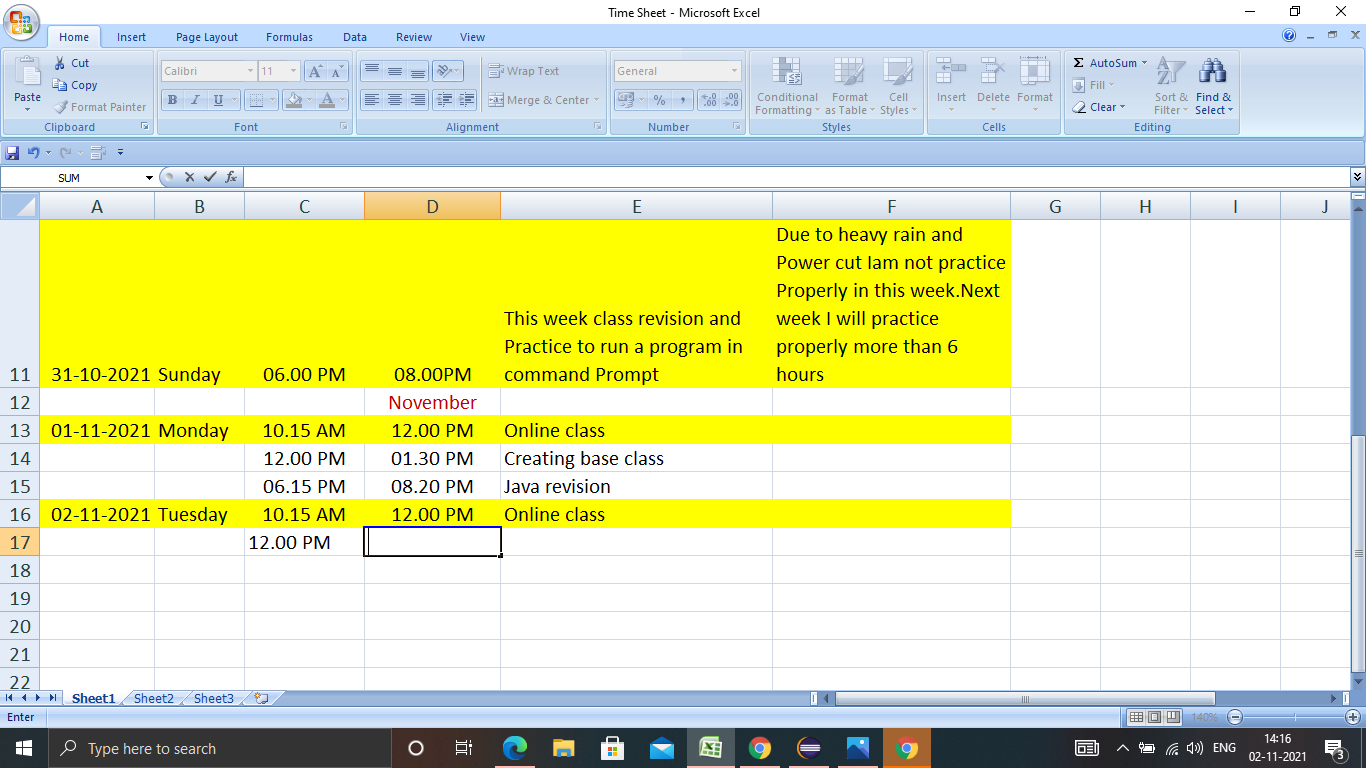 Time Sheet - Microsoft Excel
Home Insert Page Layout Formulas Data Review View
Cut
Copy
Format Painter
Paste
Clipboard
Calibri 11
B I U
Font
Wrap Text
Merge & Center
Alignment
General
% ,
Number
Conditional Formatting
Format as Table
Cell Styles
Styles
Insert Delete Format
Cells
Σ AutoSum
Fill
Clear
Sort & Filter
Find & Select
Editing
SUM fx
A B C D E F G H I J
Due to heavy rain and
Power cut Iam not practice
Properly in this week.Next
This week class revision and week I will practice
Practice to run a program in properly more than 6
11 31-10-2021 Sunday 06.00 PM 08.00PM command Prompt hours
12 November
13 01-11-2021 Monday 10.15 AM 12.00 PM Online class
14 12.00 PM 01.30 PM Creating base class
15 06.15 PM 08.20 PM Java revision
16 02-11-2021 Tuesday 10.15 AM 12.00 PM Online class
17 12.00 PM
18
19
20
21
22
Sheet1 Sheet2 Sheet3
Enter 140%
Type here to search ENG 14:16
02-11-2021 3